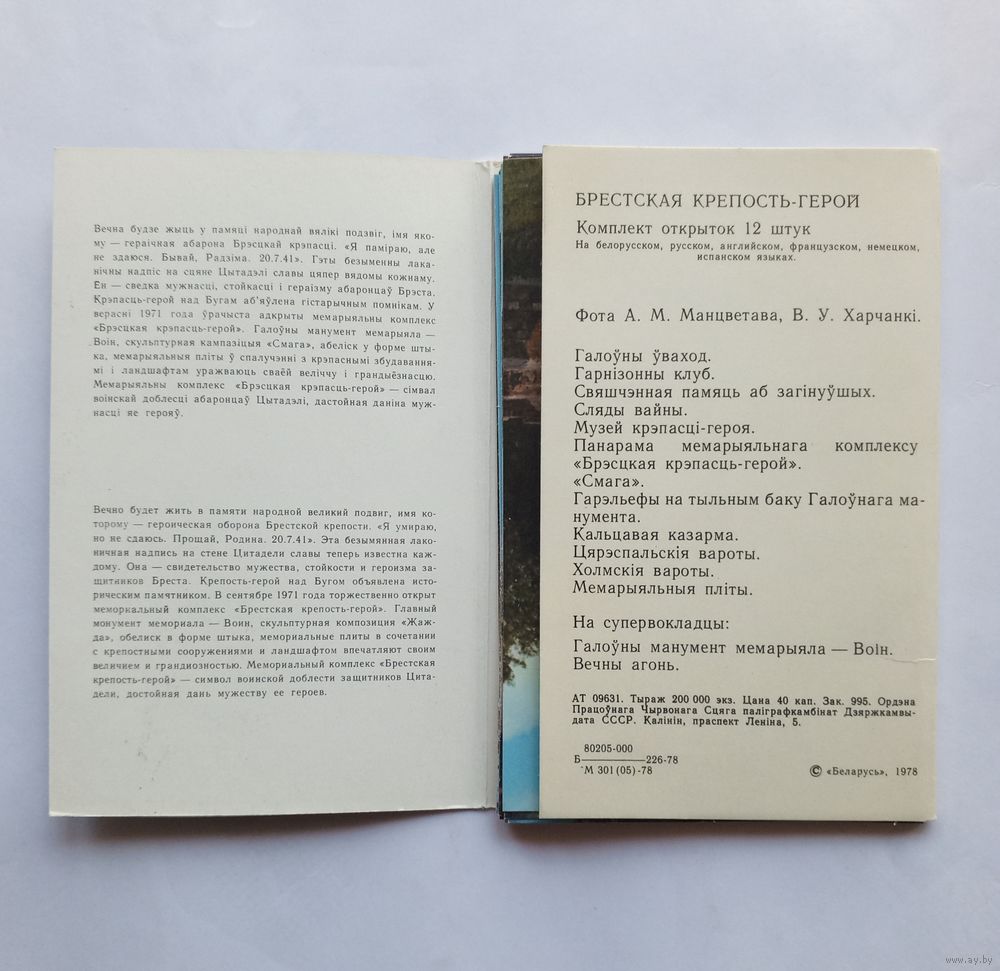 Вечна будзе жыць у памяці народнай вялікі подзвіг, імя яко-
му — гераічная абарона Брэсцкай крэпасці. «Я паміраю, але
не здаюся. Бывай, Радзіма. 20.7.41». Гэты безыменны лака-
нічны надпіс на сцяне Цытадэлі славы цяпер вядомы кожнаму.
Ён — сведка мужнасці, стойкасці і гераізму абаронцаў Брэста.
Крэпасць-герой над Бугам аб'яўлена гістарычным помнікам. У
верасні 1971 года ўрачыста адкрыты мемарыяльны комплекс
«Брэсцкая крэпасць-герой». Галоўны манумент мемарыяла —
Воін, скульптурная кампазіцыя «Смага», абеліск у форме шты-
ка, мемарыяльныя пліты ў спалучэнні з крэпаснымі збудавання-
мі і ландшафтам уражваюць сваёй веліччу і грандыёзнасцю.
Мемарыяльны комплекс «Брэсцкая крэпасць-герой» — сімвал
воінскай доблесці абаронцаў Цытадэлі, дастойная даніна муж-
насці яе герояў.
Вечно будет жить в памяти народной великий подвиг, имя ко-
торому — героическая оборона Брестской крепости. «Я умираю,
но не сдаюсь. Прощай, Родина. 20.7.41». Эта безымянная лако-
ничная надпись на стене Цитадели славы теперь известна каж-
дому. Она — свидетельство мужества, стойкости и героизма за-
щитников Бреста. Крепость-герой над Бугом объявлена исто-
рическим памятником. В сентябре 1971 года торжественно открыт
мемориальный комплекс «Брестская крепость-герой». Главный
монумент мемориала — Воин, скульптурная композиция «Жаж-
да», обелиск в форме штыка, мемориальные плиты в сочетании
с крепостными сооружениями и ландшафтом впечатляют своим
величием и грандиозностью. Мемориальный комплекс «Брестская
крепость-герой» — символ воинской доблести защитников Цита-
дели, достойная дань мужеству ее героев.
БРЕСТСКАЯ КРЕПОСТЬ-ГЕРОЙ
Комплект открыток 12 штук
На белорусском, русском, английском, французском, немецком,
испанском языках.
Фота А. М. Манцветава, В. У. Харчанкі.
Галоўны ўваход.
Гарнізонны клуб.
Свяшчэнная памяць аб загінуўшых.
Сляды вайны.
Музей крэпасці-героя.
Панарама мемарыяльнага комплексу
«Брэсцкая крэпасць-герой».
«Смага».
Гарэльефы на тыльным баку Галоўнага ма-
нумента.
Кальцавая казарма.
Цярэспальскія вароты.
Холмскія вароты.
Мемарыяльныя пліты.
На супервокладцы:
Галоўны манумент мемарыяла — Воін.
Вечны агонь.
АТ 09631. Тыраж 200 000 экз. Цана 40 кап. Зак. 995. Ордэна
Працоўнага Чырвонага Сцяга паліграфкамбінат Дзяржкамвы-
дата СССР. Калінін, праспект Леніна, 5.
80205-000
Б————226-78
М 301 (05)-78
© «Беларусь», 1978
www.ay.by